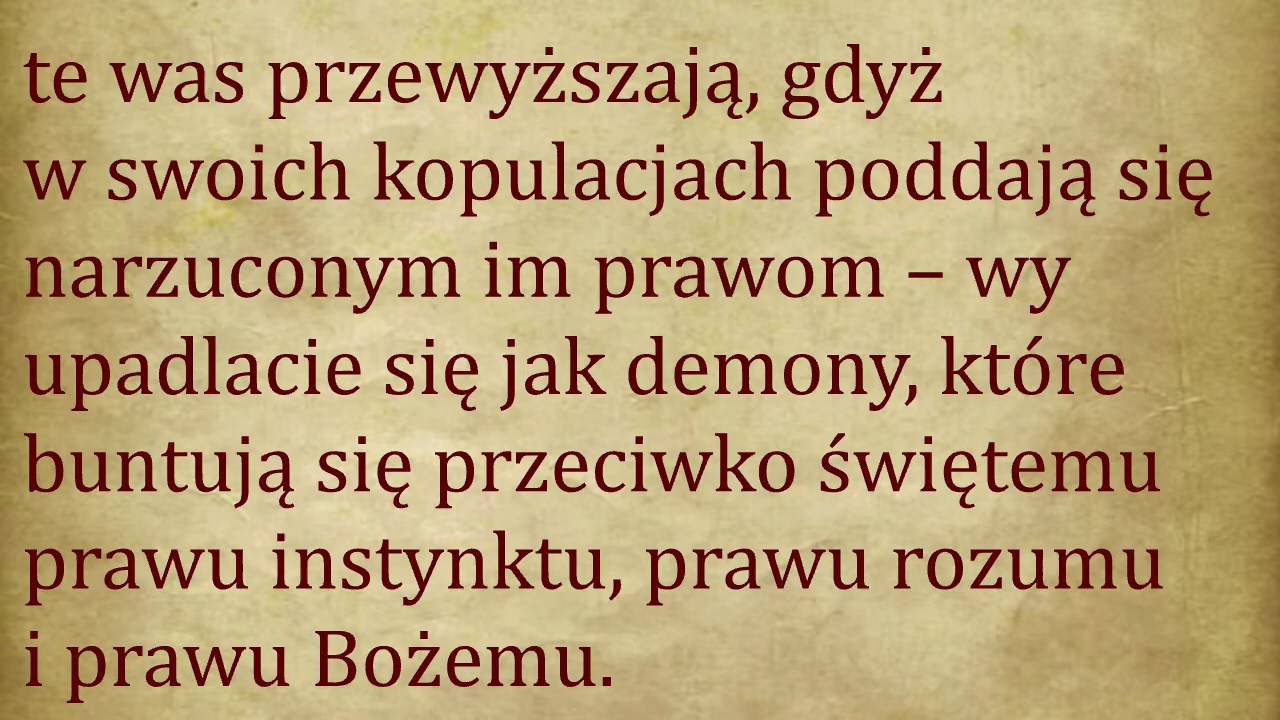 te was przewyższają, gdyż
w swoich kopulacjach poddają się
narzuconym im prawom – wy
upadlacie się jak demony, które
buntują się przeciwko świętemu
prawu instynktu, prawu rozumu
i prawu Bożemu.